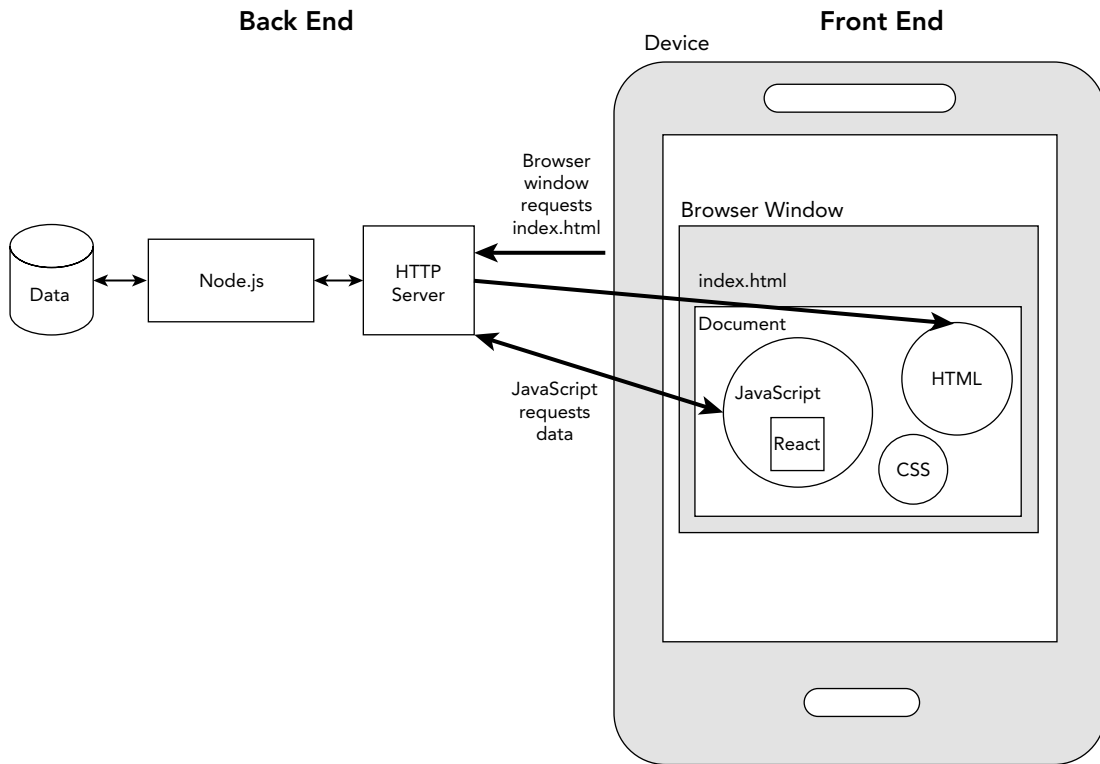 Back End
Front End
Device
Browser
window
requests
index.html
Browser Window
Data
Node.js
HTTP
Server
index.html
Document
JavaScript
React
HTML
CSS
JavaScript
requests
data